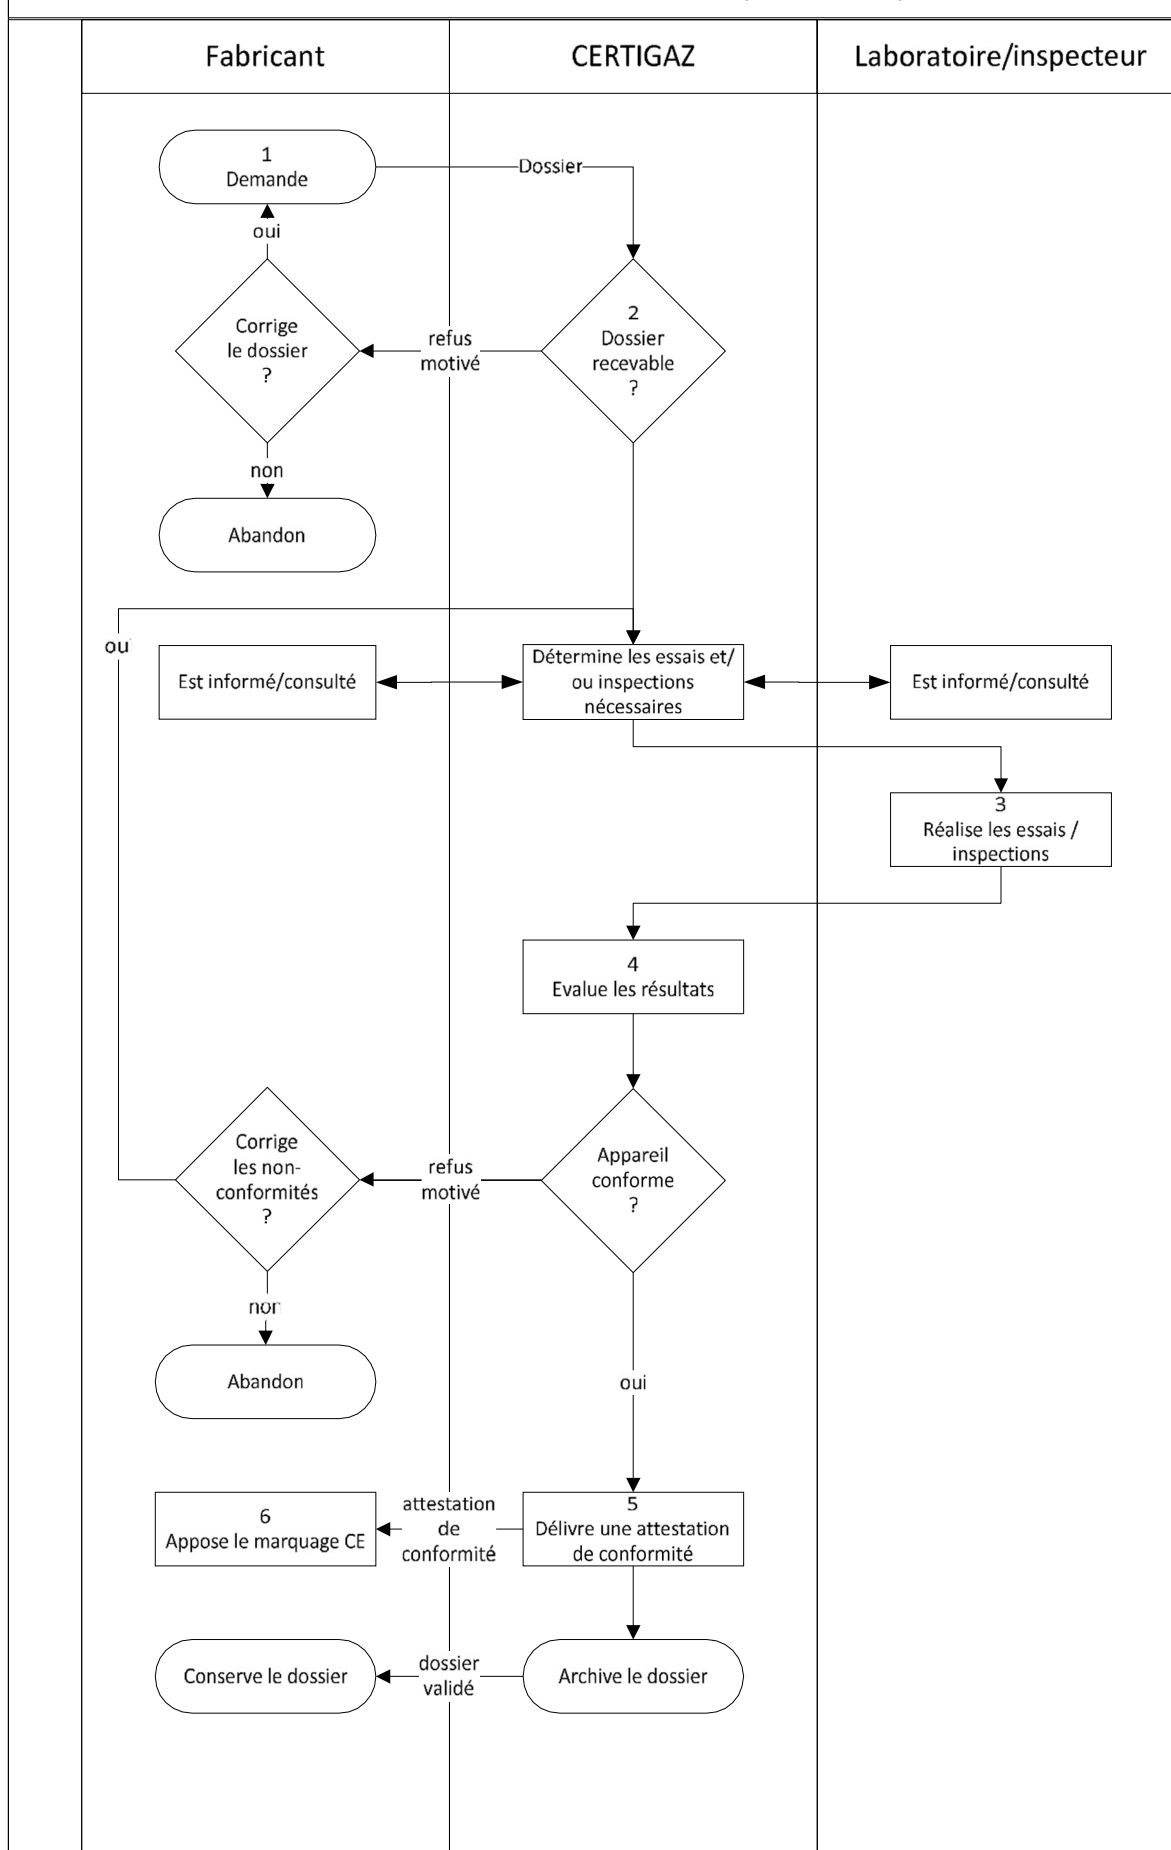 Fabricant
CERTIGAZ
Laboratoire/inspecteur
1
Demande
Dossier
oui
Corrige
le dossier
?
refus
motivé
2
Dossier
recevable
?
non
Abandon
ou
Est informé/consulté
Détermine les essais et/
ou inspections
nécessaires
Est informé/consulté
3
Réalise les essais /
inspections
4
Evalue les résultats
Corrige
les non-
conformités
?
refus
motivé
Appareil
conforme
?
non
Abandon
oui
6
Appose le marquage CE
attestation
de
conformité
5
Délivre une attestation
de conformité
Conserve le dossier
dossier
validé
Archive le dossier